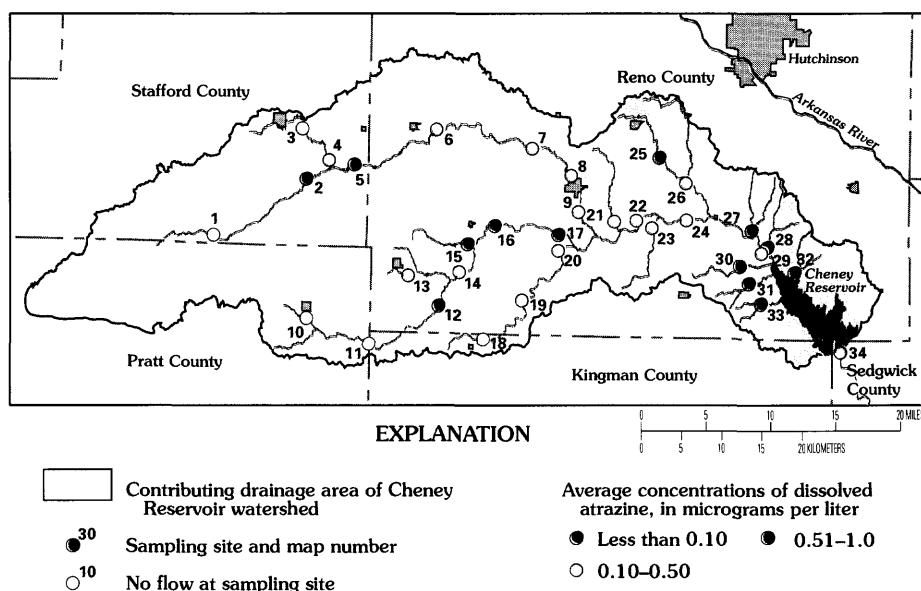 Hutchinson
Stafford County
Reno County
Arkansas River
3
4
5
6
7
8
25
2
9
21
22
26
1
23
24
27
28
16
17
15
20
29
32
30
Cheney
Reservoir
13
14
31
12
19
33
10
11
18
34
Pratt County
Kingman County
Sedgwick
County
EXPLANATION
0 5 10 15 20 MILE
0 5 10 15 20 KILOMETERS
Contributing drainage area of Cheney
Reservoir watershed
30
Sampling site and map number
10
No flow at sampling site
Average concentrations of dissolved
atrazine, in micrograms per liter
Less than 0.10
0.51–1.0
0.10–0.50